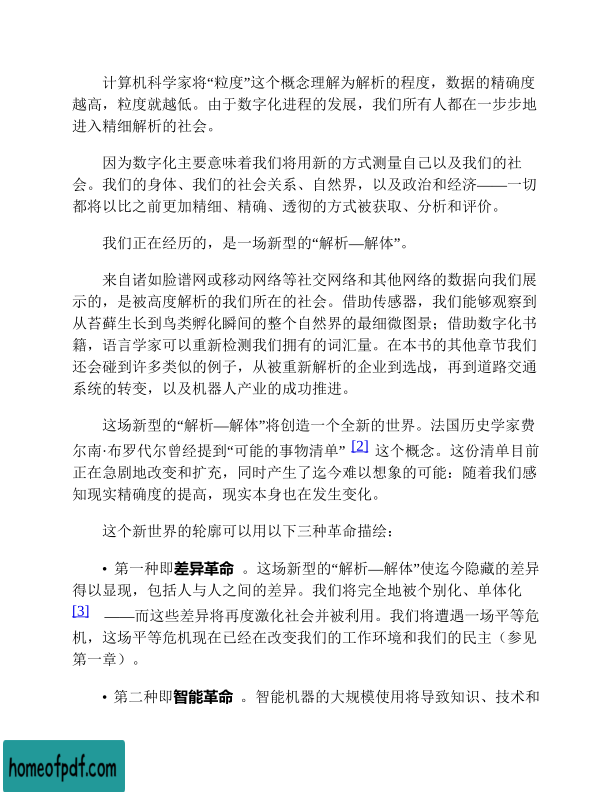 计算机科学家将“粒度”这个概念理解为解析的程度，数据的精确度
越高，粒度就越低。由于数字化进程的发展，我们所有人都在一步步地
进入精细解析的社会。
因为数字化主要意味着我们将用新的方式测量自己以及我们的社
会。我们的身体、我们的社会关系、自然界，以及政治和经济——一切
都将以比之前更加精细、精确、透彻的方式被获取、分析和评价。
我们正在经历的，是一场新型的“解析—解体”。
来自诸如脸谱网或移动网络等社交网络和其他网络的数据向我们展
示的，是被高度解析的我们所在的社会。借助传感器，我们能够观察到
从苔藓生长到鸟类孵化瞬间的整个自然界的最细微图景；借助数字化书
籍，语言学家可以重新检测我们拥有的词汇量。在本书的其他章节我们
还会碰到许多类似的例子，从被重新解析的企业到选战，再到道路交通
系统的转变，以及机器人产业的成功推进。
这场新型的“解析—解体”将创造一个全新的世界。法国历史学家费
尔南·布罗代尔曾经提到“可能的事物清单” [2] 这个概念。这份清单目前
正在急剧地改变和扩充，同时产生了迄今难以想象的可能：随着我们感
知现实精确度的提高，现实本身也在发生变化。
这个新世界的轮廓可以用以下三种革命描绘：
• 第一种即差异革命 。这场新型的“解析—解体”使迄今隐藏的差异
得以显现，包括人与人之间的差异。我们将完全地被个别化、单体化
[3] ——而这些差异将再度激化社会并被利用。我们将遭遇一场平等危
机，这场平等危机现在已经在改变我们的工作环境和我们的民主（参见
第一章）。
• 第二种即智能革命 。智能机器的大规模使用将导致知识、技术和
homeofpdf.com